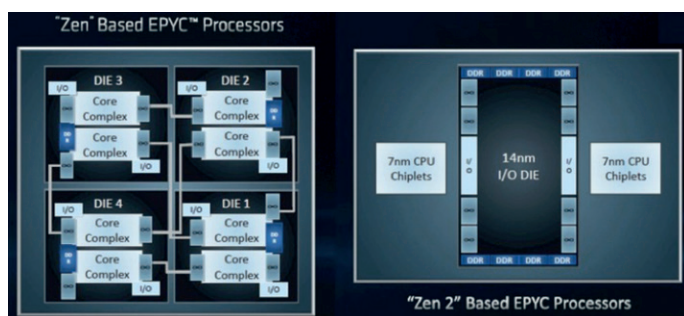 "Zen" Based EPYC™ Processors
DIE 3
I/O
Core
Complex
Core
Complex
I/O
DIE 2
I/O
Core
Complex
Core
Complex
I/O
DIE 4
I/O
Core
Complex
Core
Complex
I/O
DIE 1
I/O
Core
Complex
Core
Complex
I/O
DDR DDR DDR DDR
7nm CPU
Chiplets
I/O
14nm
I/O DIE
I/O
7nm CPU
Chiplets
DDR DDR DDR DDR
"Zen 2" Based EPYC Processors